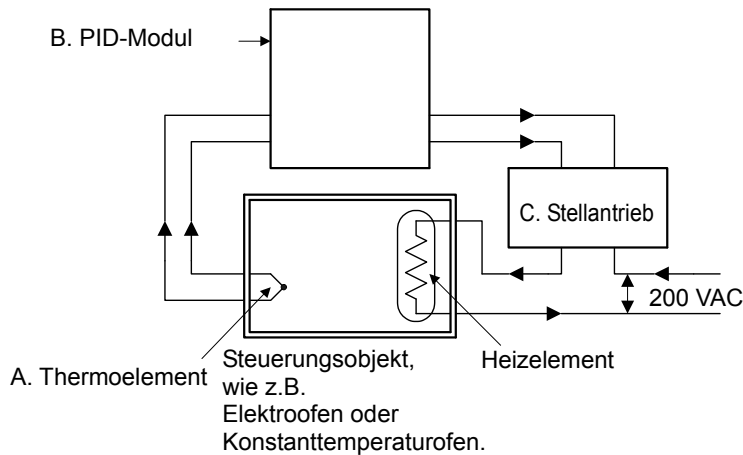 B. PID-Modul
C. Stellantrieb
200 VAC
A. Thermoelement
Steuerungsobjekt,
wie z.B.
Elektroofen oder
Konstanttemperaturofen.
Heizelement